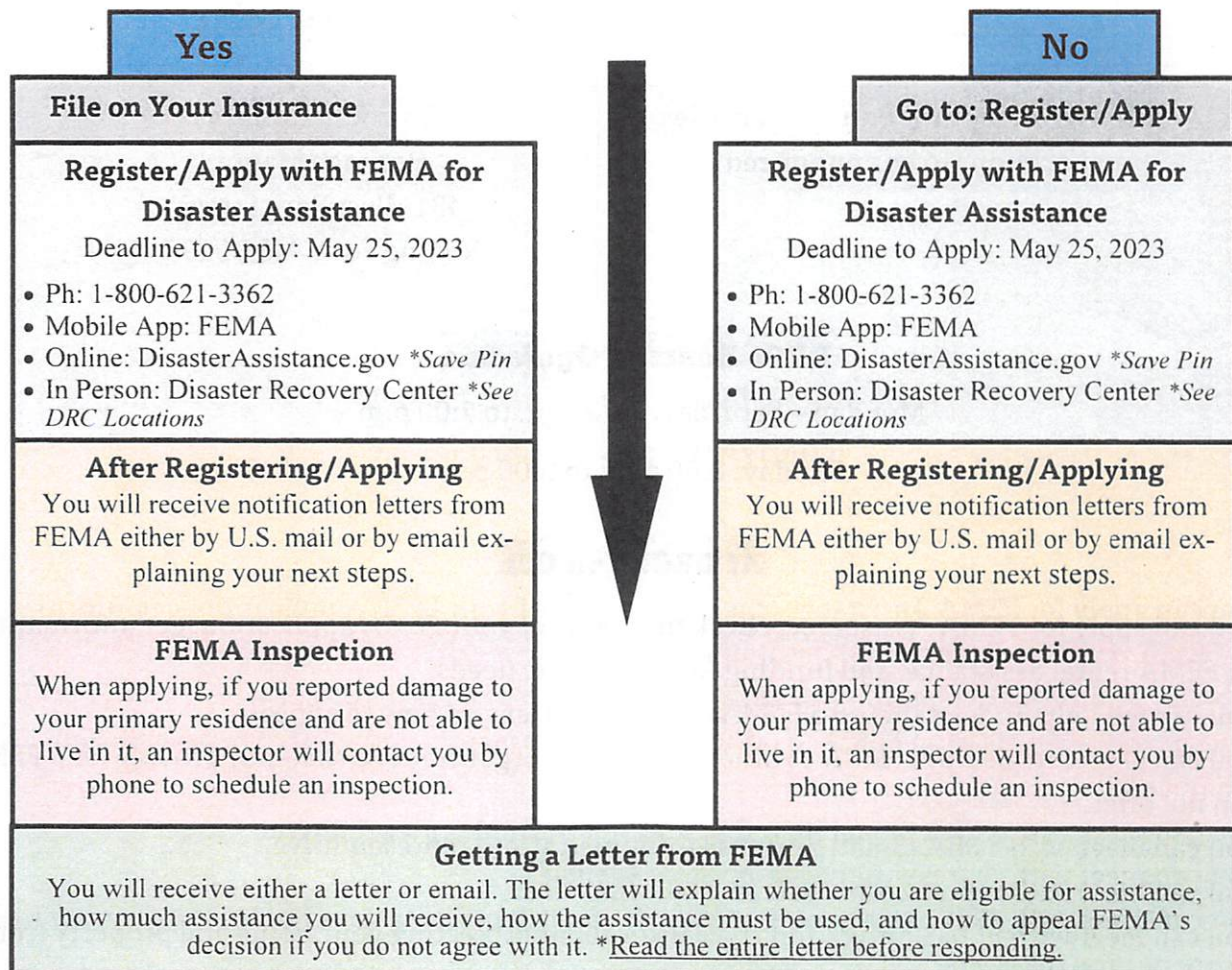 Yes
File on Your Insurance
Register/Apply with FEMA for
Disaster Assistance
Deadline to Apply: May 25, 2023
• Ph: 1-800-621-3362
• Mobile App: FEMA
• Online: DisasterAssistance.gov *Save Pin
• In Person: Disaster Recovery Center *See
DRC Locations
After Registering/Applying
You will receive notification letters from
FEMA either by U.S. mail or by email ex-
plaining your next steps.
FEMA Inspection
When applying, if you reported damage to
your primary residence and are not able to
live in it, an inspector will contact you by
phone to schedule an inspection.
No
Go to: Register/Apply
Register/Apply with FEMA for
Disaster Assistance
Deadline to Apply: May 25, 2023
• Ph: 1-800-621-3362
• Mobile App: FEMA
• Online: DisasterAssistance.gov *Save Pin
• In Person: Disaster Recovery Center *See
DRC Locations
After Registering/Applying
You will receive notification letters from
FEMA either by U.S. mail or by email ex-
plaining your next steps.
FEMA Inspection
When applying, if you reported damage to
your primary residence and are not able to
live in it, an inspector will contact you by
phone to schedule an inspection.
Getting a Letter from FEMA
You will receive either a letter or email. The letter will explain whether you are eligible for assistance,
how much assistance you will receive, how the assistance must be used, and how to appeal FEMA's
decision if you do not agree with it. *Read the entire letter before responding.